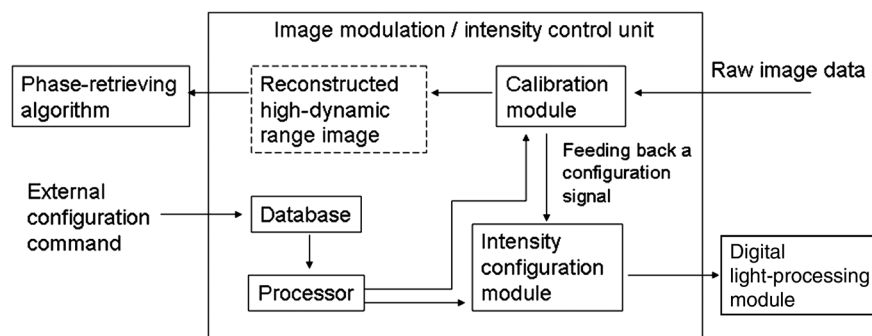 Image modulation / intensity control unit
Phase-retrieving
algorithm
Reconstructed
high-dynamic
range image
Calibration
module
Raw image data
Feeding back a
configuration
signal
External
configuration
command
Database
Processor
Intensity
configuration
module
Digital
light-processing
module